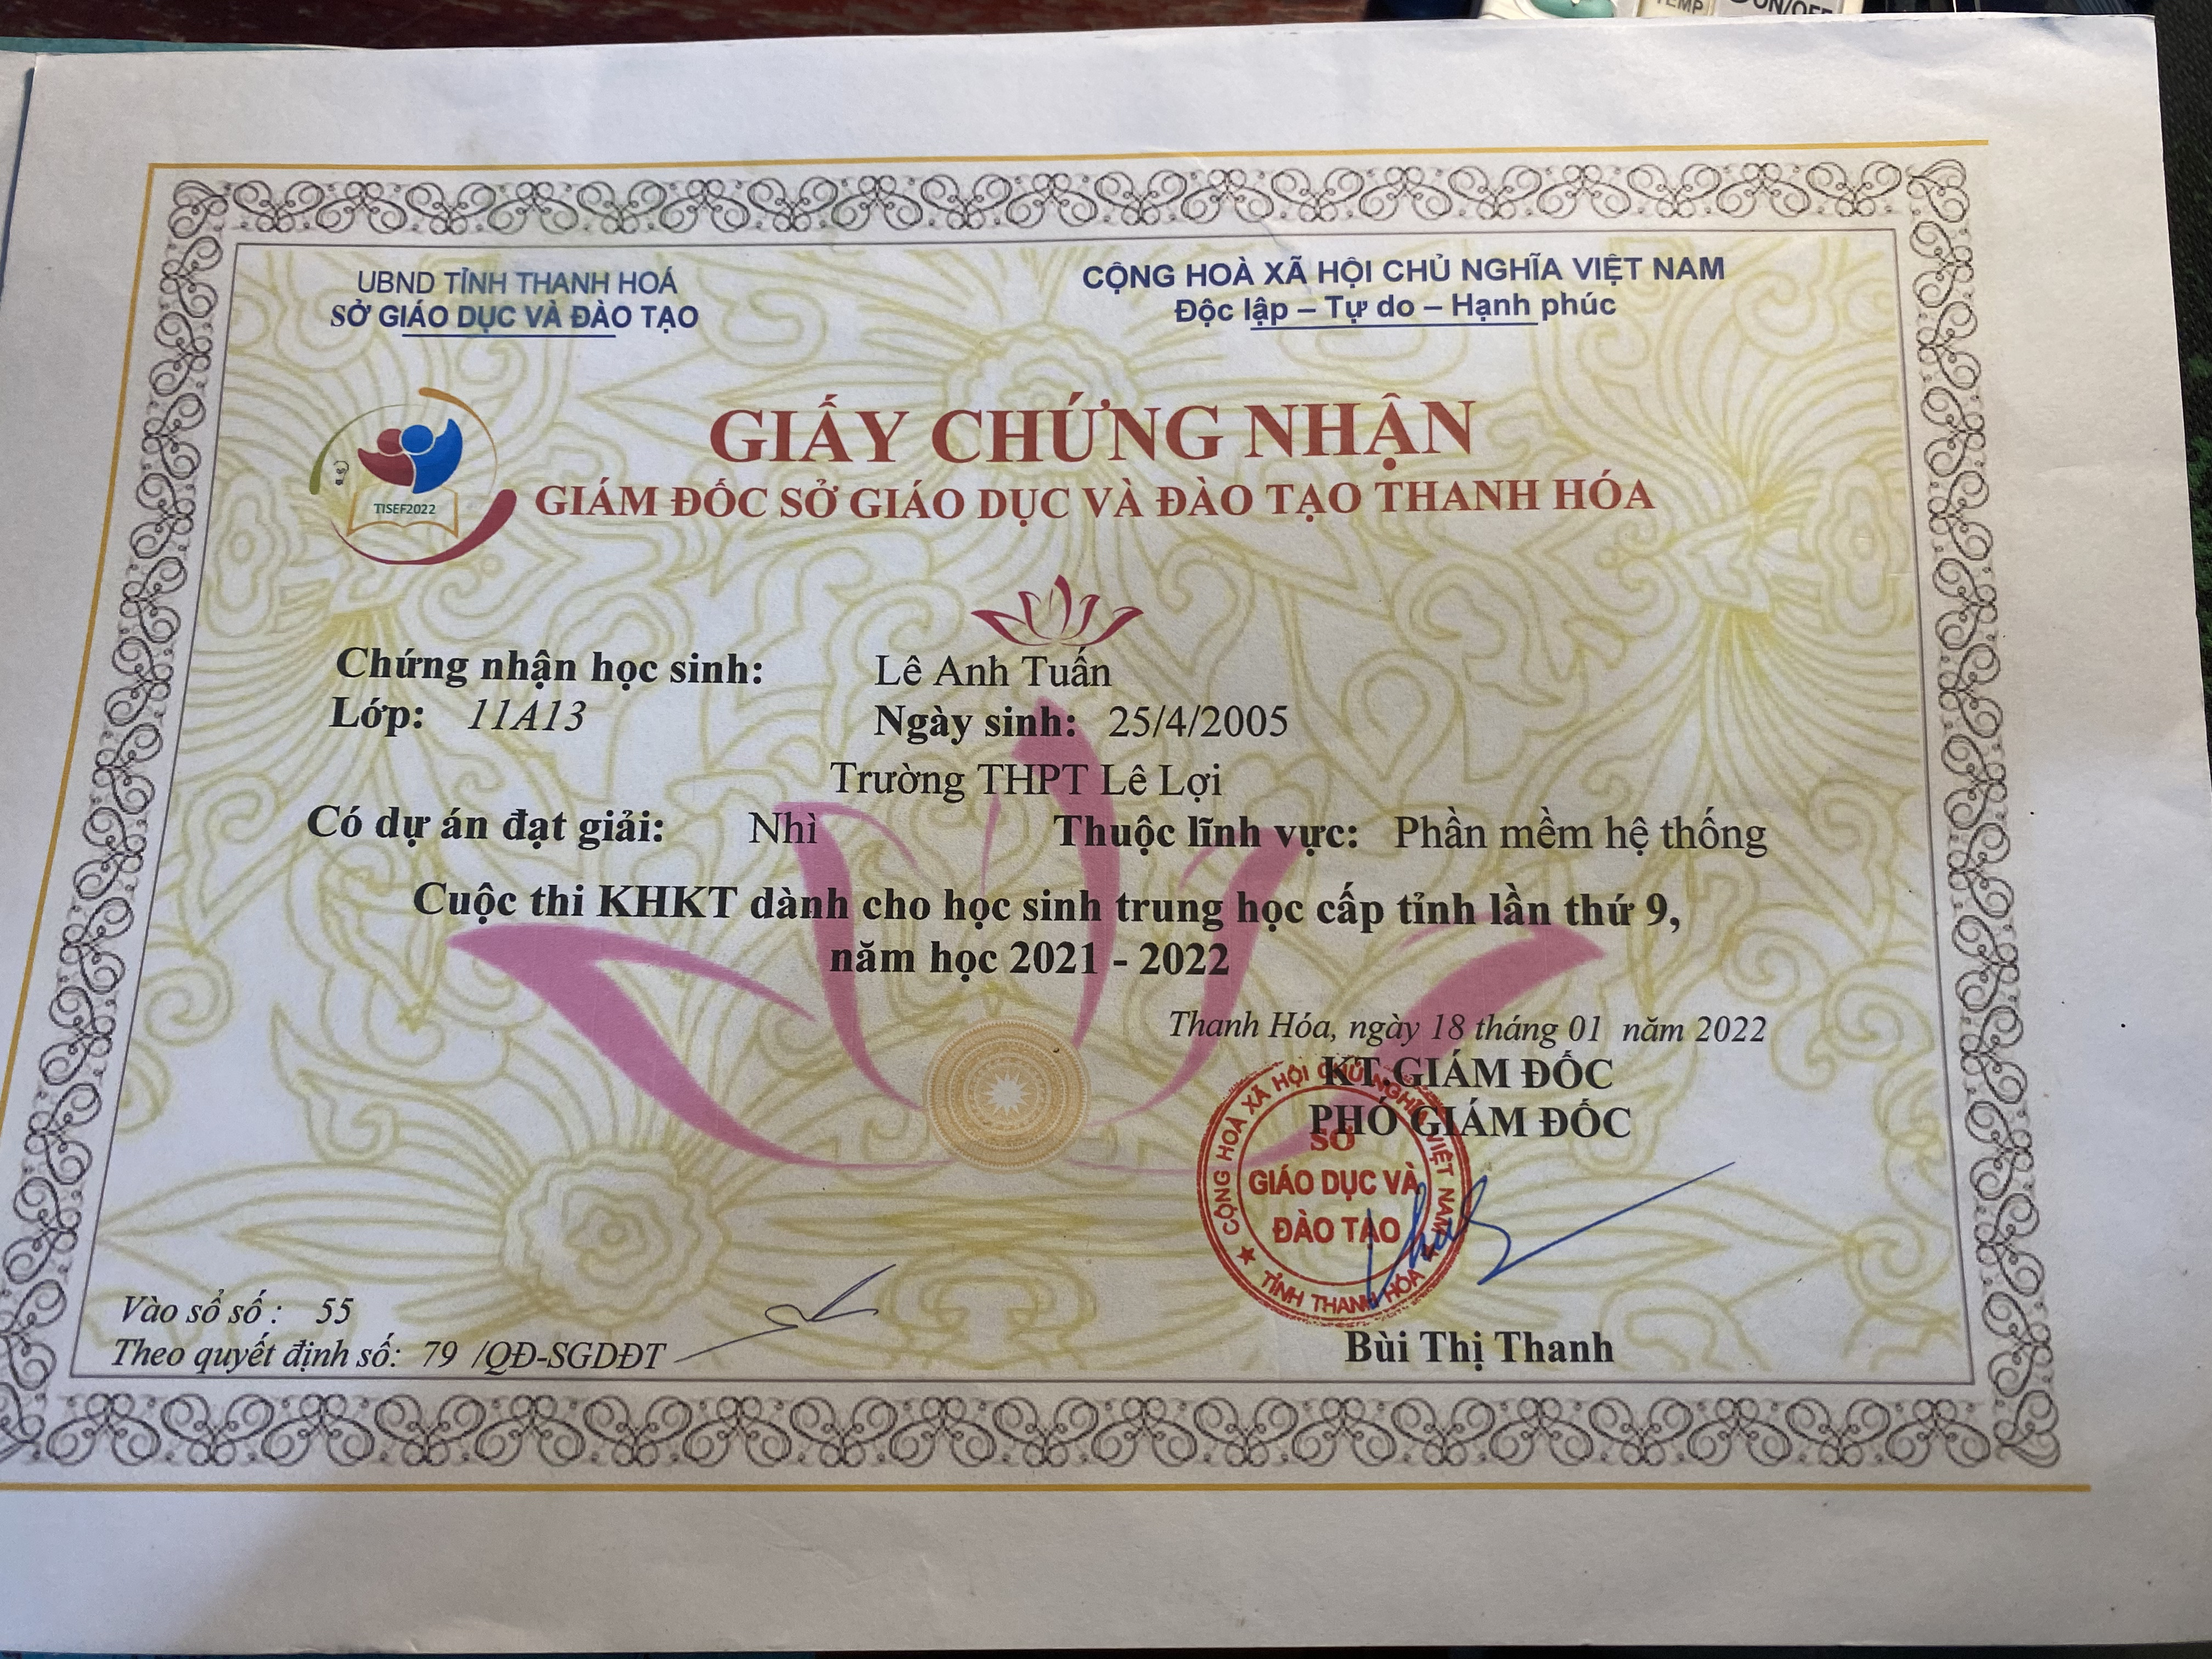 TEMP
ON/OFF
UBND TỈNH THANH HOÁ
SỞ GIÁO DỤC VÀ ĐÀO TẠO
CỘNG HOÀ XÃ HỘI CHỦ NGHĨA VIỆT NAM
Độc lập – Tự do – Hạnh phúc
TISEF2022
GIẤY CHỨNG NHẬN
GIÁM ĐỐC SỞ GIÁO DỤC VÀ ĐÀO TẠO THANH HÓA
Chứng nhận học sinh: Lê Anh Tuấn
Lớp: 11A13 Ngày sinh: 25/4/2005
Trường THPT Lê Lợi
Có dự án đạt giải: Nhì Thuộc lĩnh vực: Phần mềm hệ thống
Cuộc thi KHKT dành cho học sinh trung học cấp tỉnh lần thứ 9,
năm học 2021 - 2022
Thanh Hóa, ngày 18 tháng 01 năm 2022
KT.GIÁM ĐỐC
PHÓ GIÁM ĐỐC
CỘNG HOÀ XÃ HỘI CHỦ NGHĨA VIỆT NAM
SỞ
GIÁO DỤC VÀ
ĐÀO TẠO
TỈNH THANH HÓA
Bùi Thị Thanh
Vào sổ số : 55
Theo quyết định số: 79 /QĐ-SGDĐT